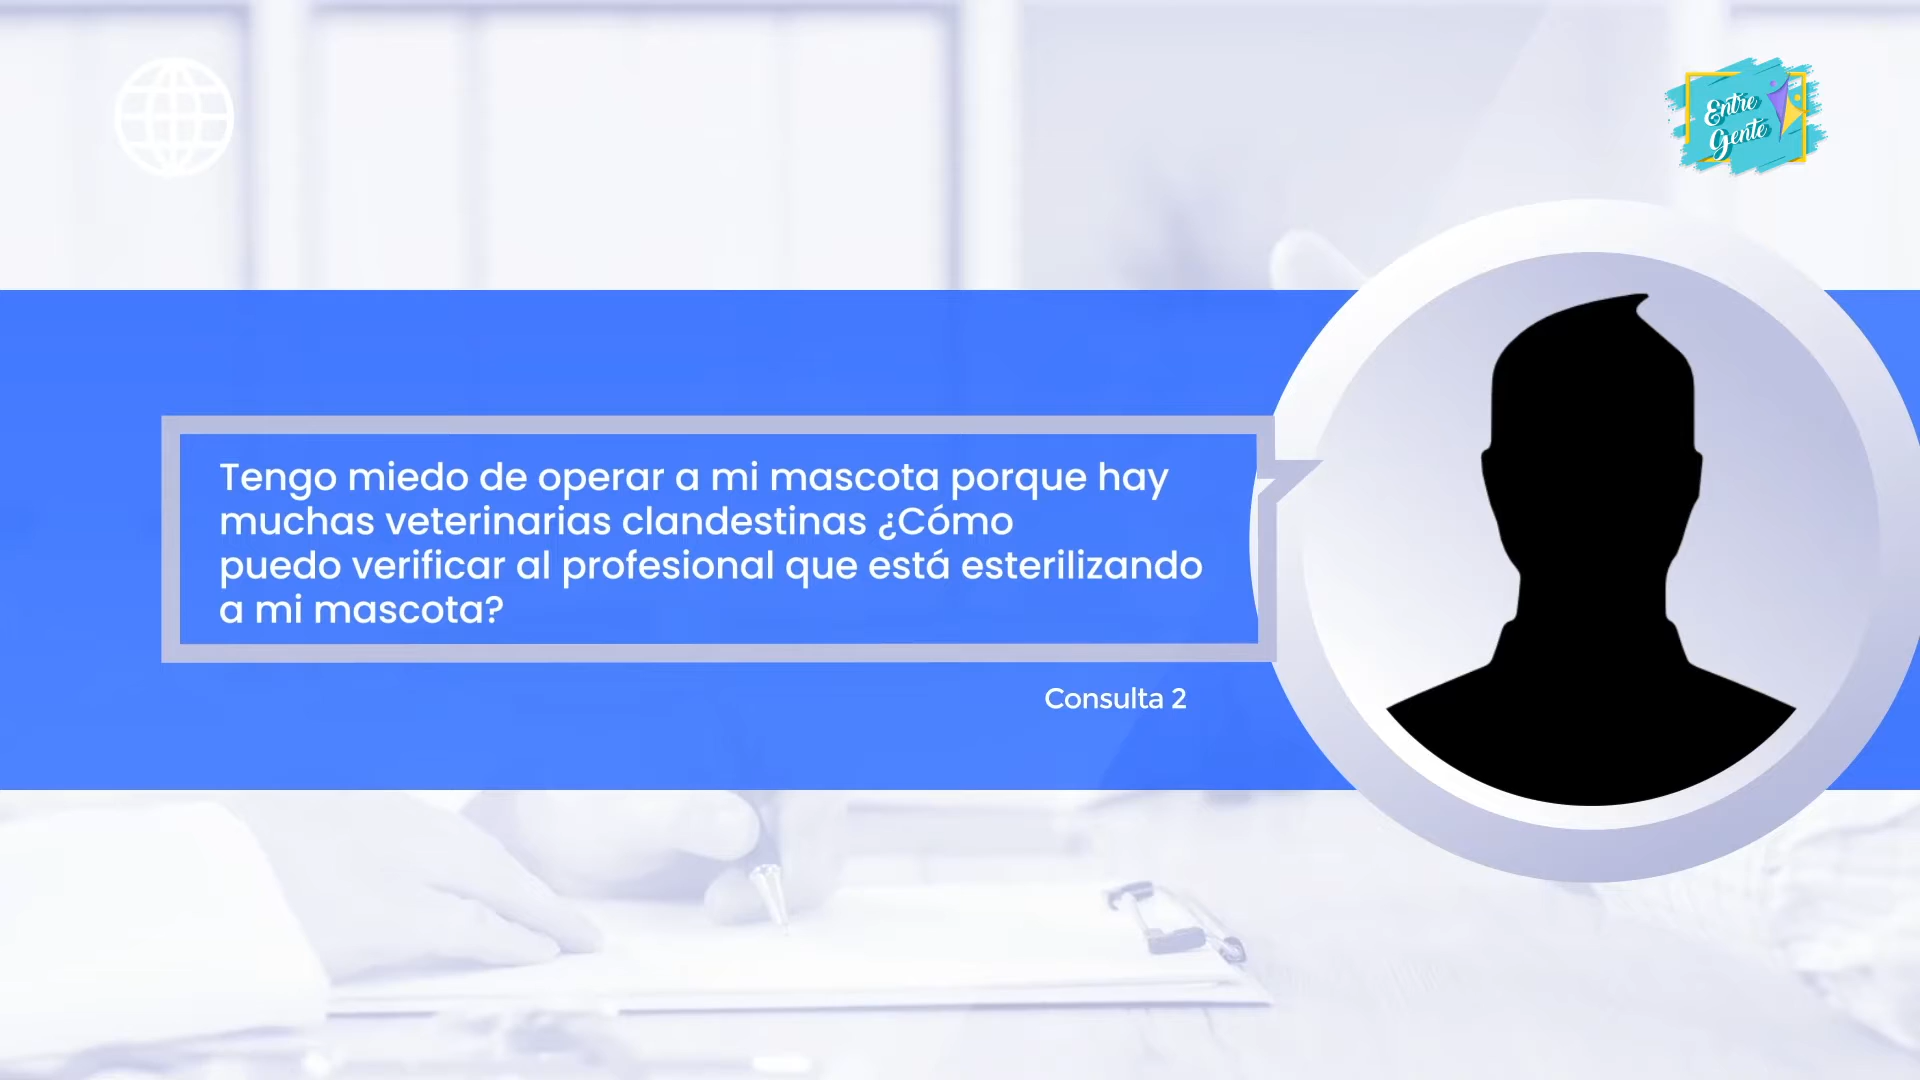 Entre
Gente
Tengo miedo de operar a mi mascota porque hay
muchas veterinarias clandestinas ¿Cómo
puedo verificar al profesional que está esterilizando
a mi mascota?
Consulta 2